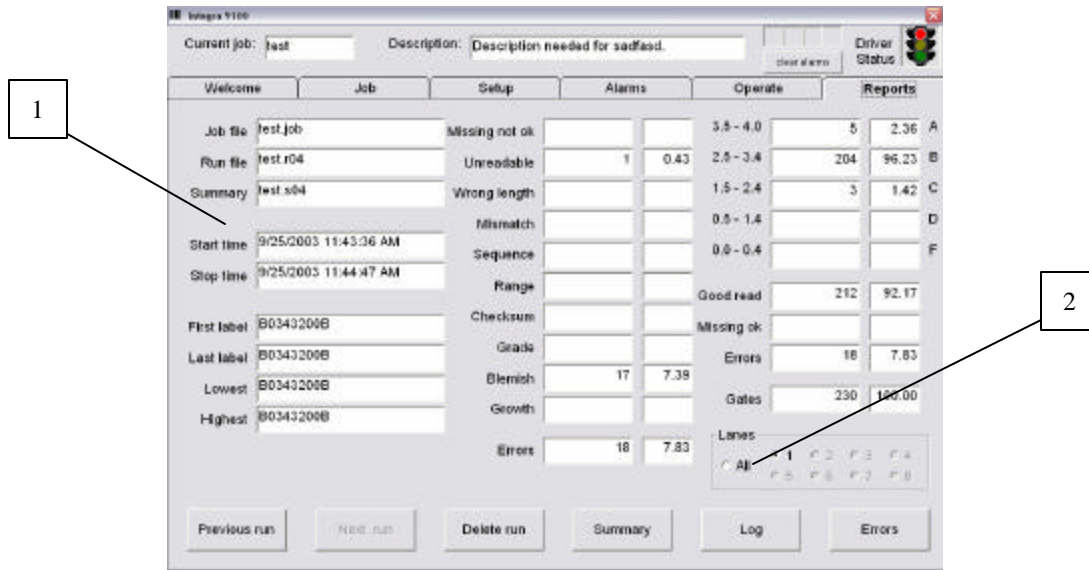 Integra 9100
Current job: test Description: Description needed for sadfasd. clear alarms Driver Status
Welcome Job Setup Alarms Operate Reports
1
Job file test.job
Run file test.r04
Summary test.s04
Start time 9/25/2003 11:43:36 AM
Stop time 9/25/2003 11:44:47 AM
First label B0343200B
Last label B0343200B
Lowest B0343200B
Highest B0343200B
Missing not ok
Unreadable 1 0.43
Wrong length
Mismatch
Sequence
Range
Checksum
Grade
Blemish 17 7.39
Growth
Errors 18 7.83
3.5 - 4.0 5 2.36 A
2.5 - 3.4 204 96.23 B
1.5 - 2.4 3 1.42 C
0.5 - 1.4 D
0.0 - 0.4 F
Good read 212 92.17
Missing ok
Errors 18 7.83
Gates 230 100.00
2
Lanes
All 1 2 3 4
5 6 7 8
Previous run Next run Delete run Summary Log Errors